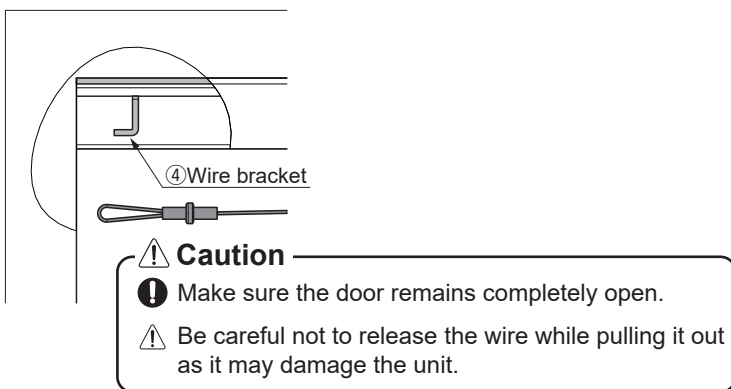 ④Wire bracket
Caution
Make sure the door remains completely open.
Be careful not to release the wire while pulling it out
as it may damage the unit.